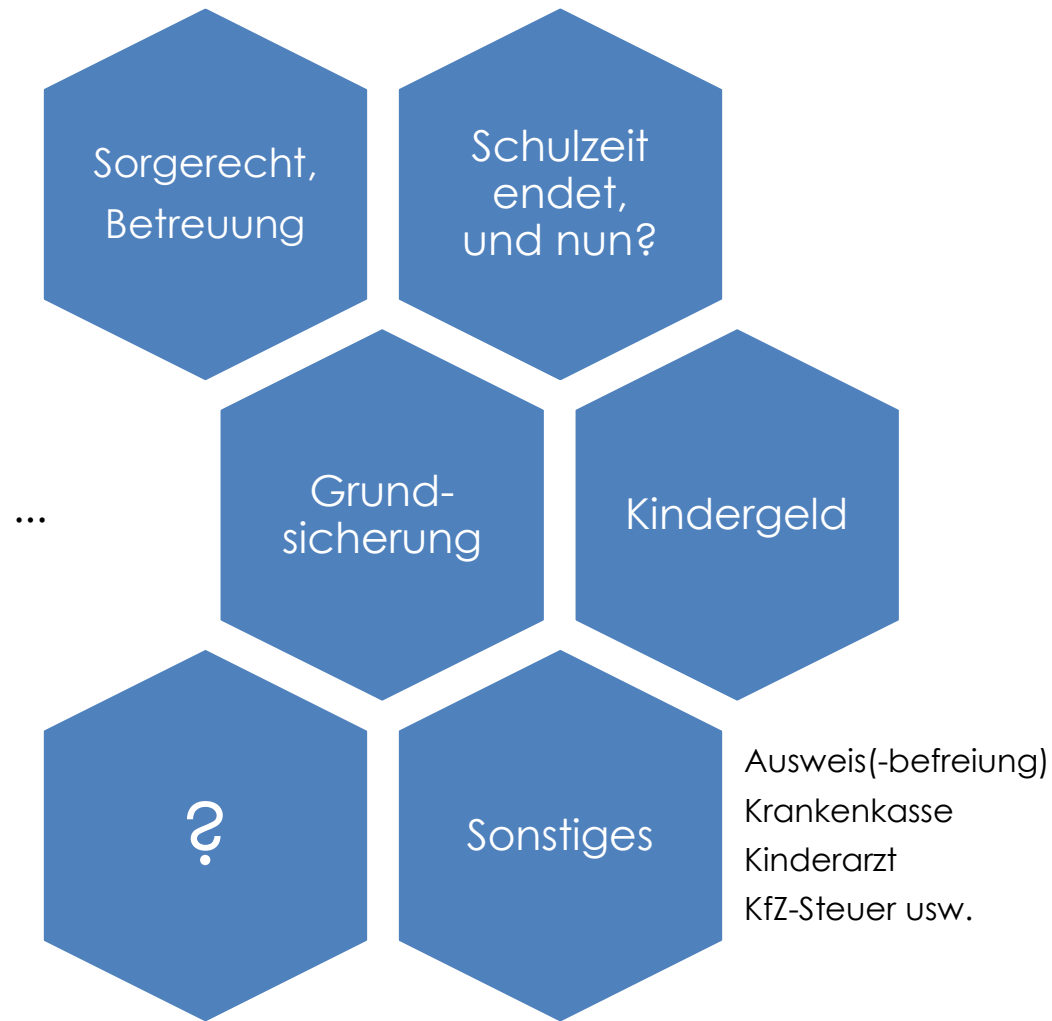 Sorgerecht,
Betreuung
Schulzeit
endet,
und nun?
...
Grund-
sicherung
Kindergeld
?
Sonstiges
Ausweis(-befreiung)
Krankenkasse
Kinderarzt
KfZ-Steuer usw.